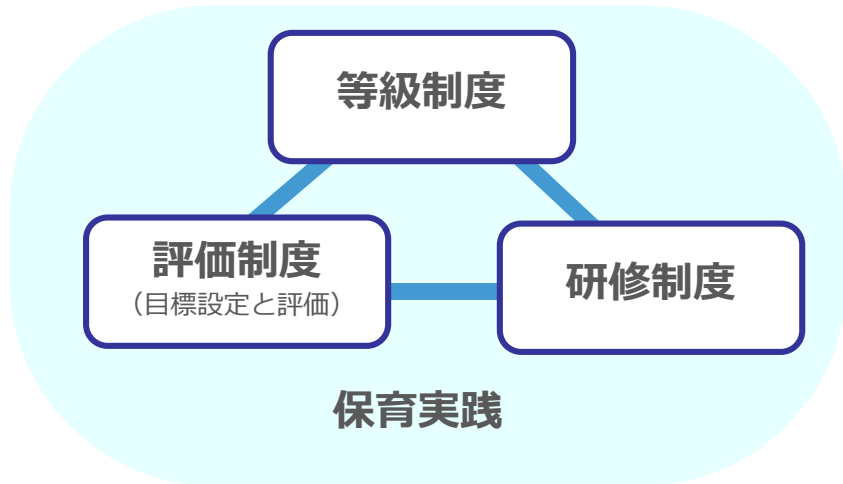 等級制度
評価制度
（目標設定と評価）
研修制度
保育実践